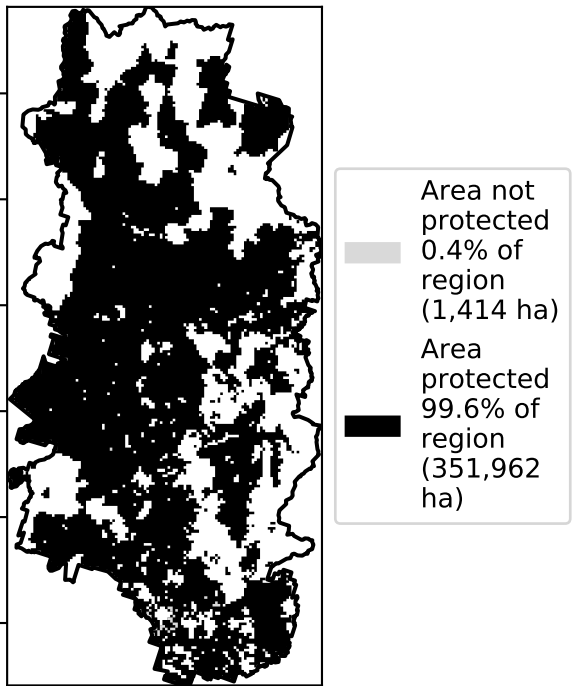 Area not
protected
0.4% of
region
(1,414 ha)
Area
protected
99.6% of
region
(351,962
ha)